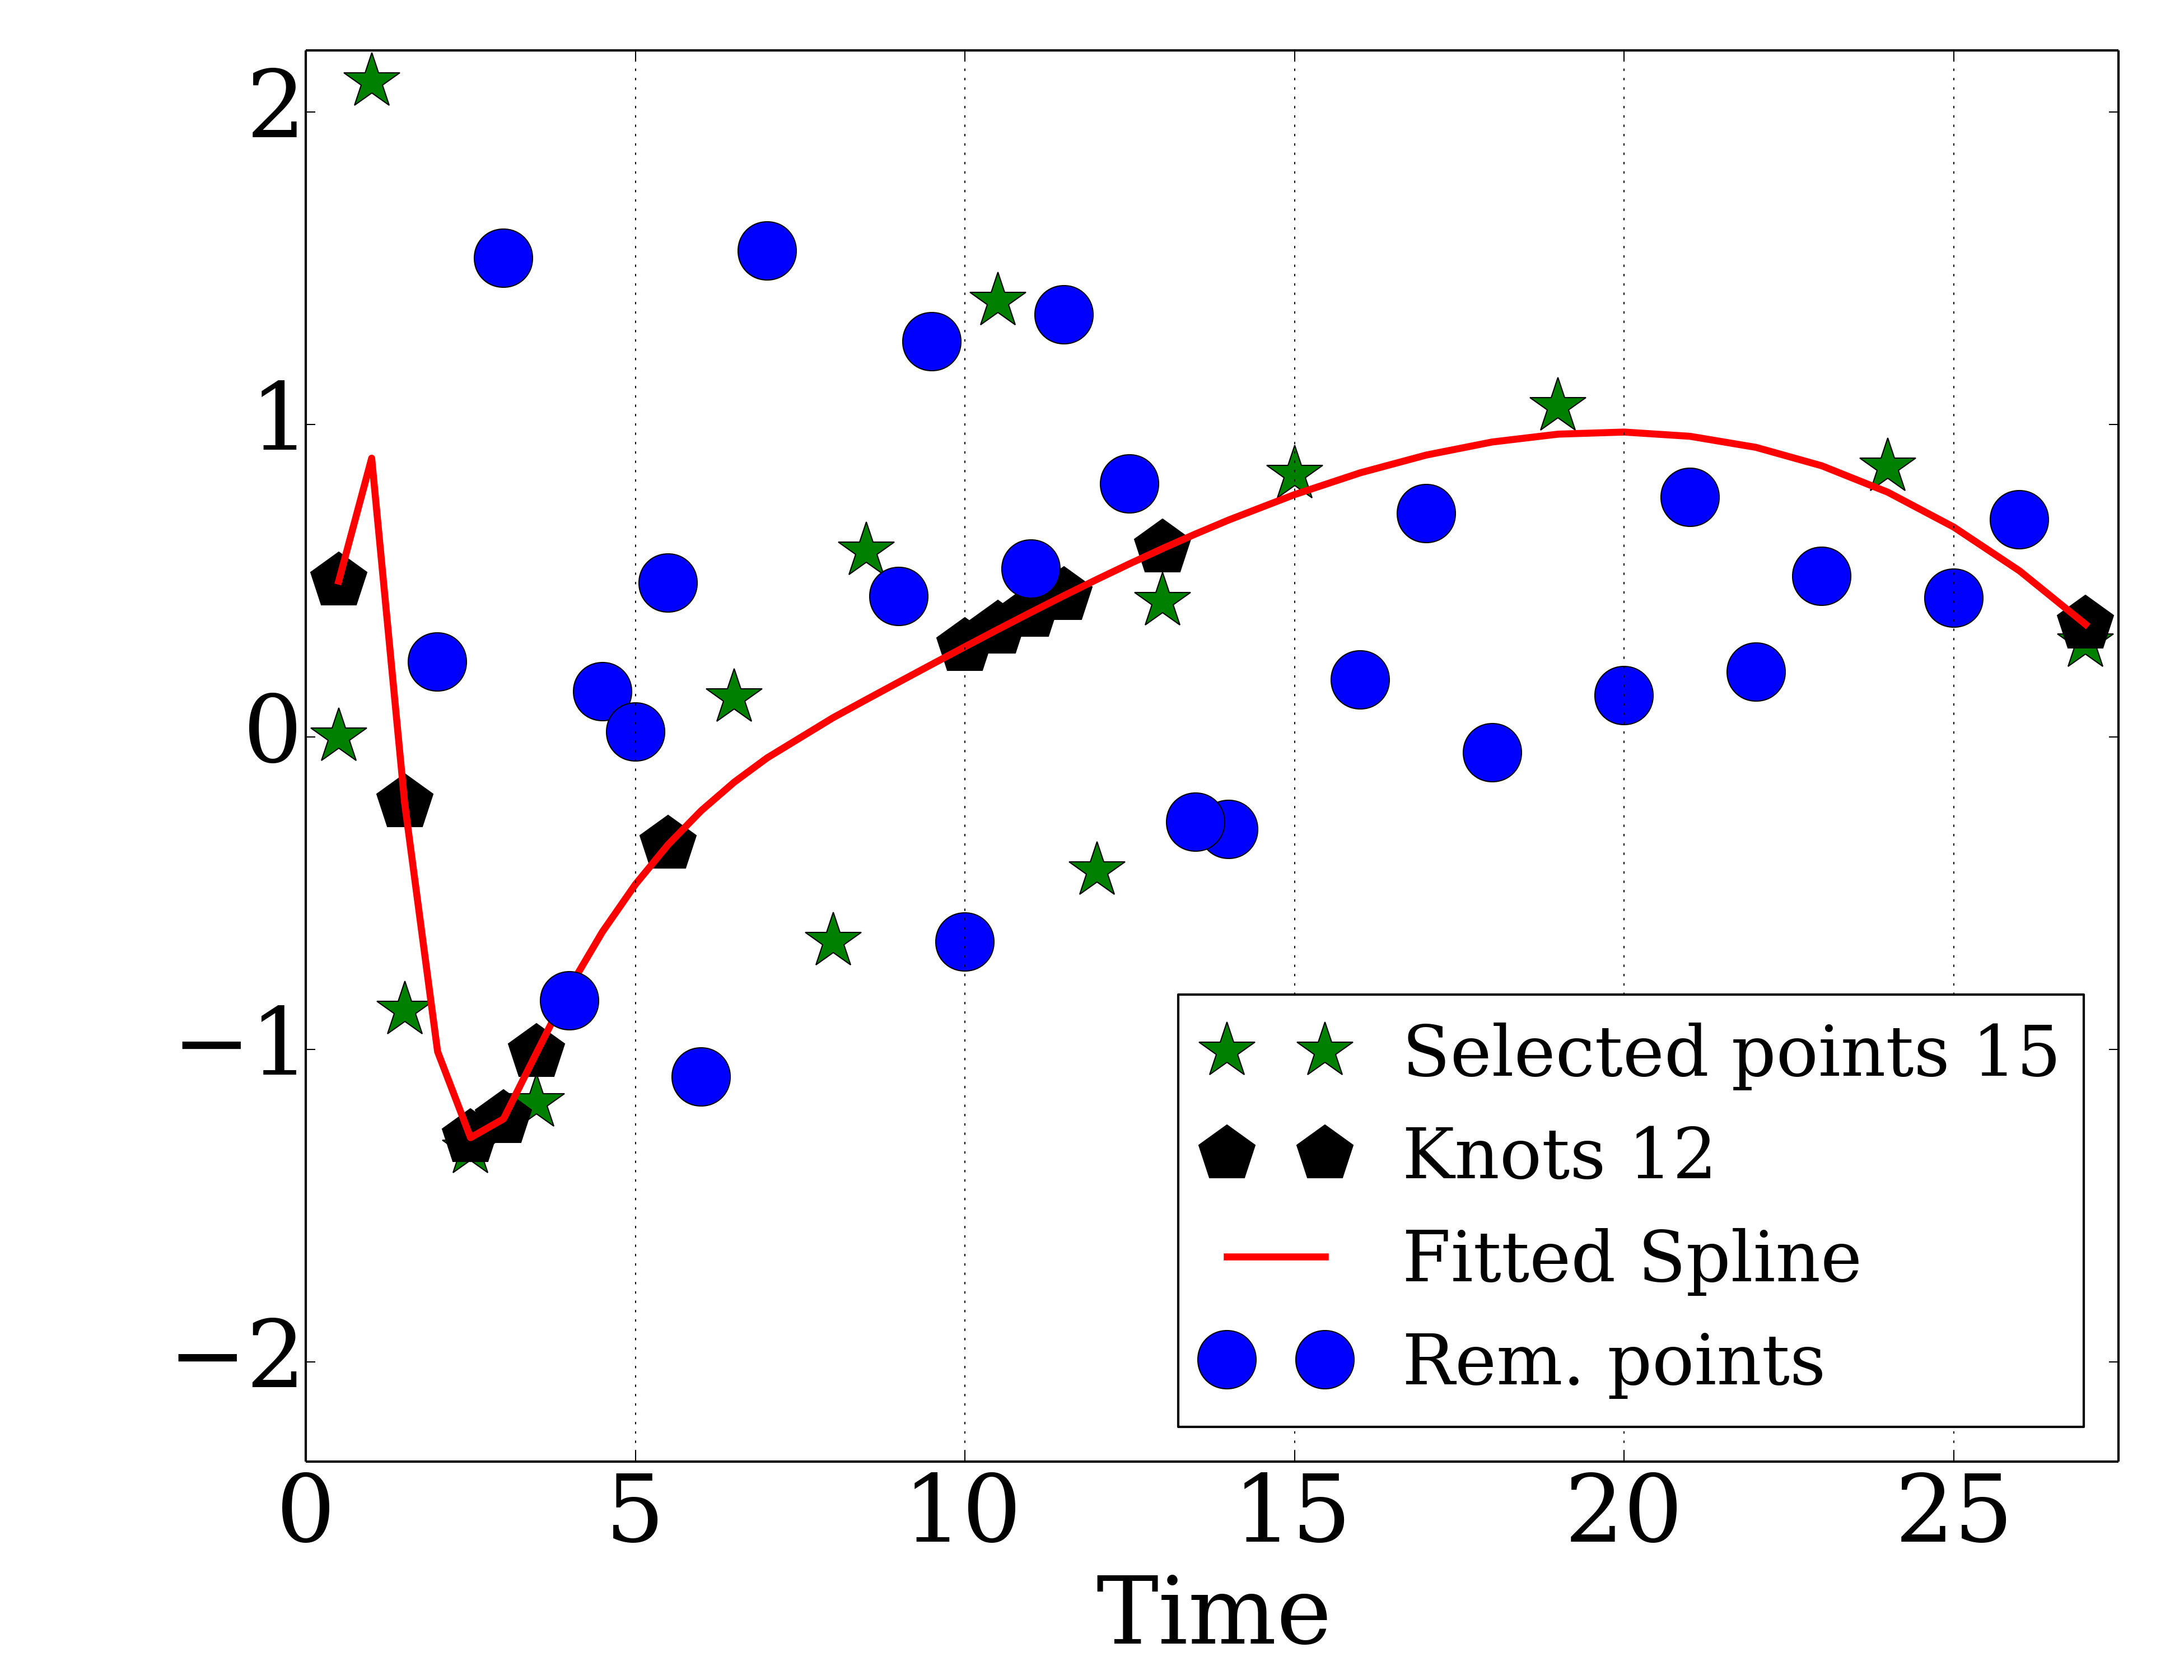 2
1
0
−1
−2
0 5 10 15 20 25
Time
Selected points 15
Knots 12
Fitted Spline
Rem. points